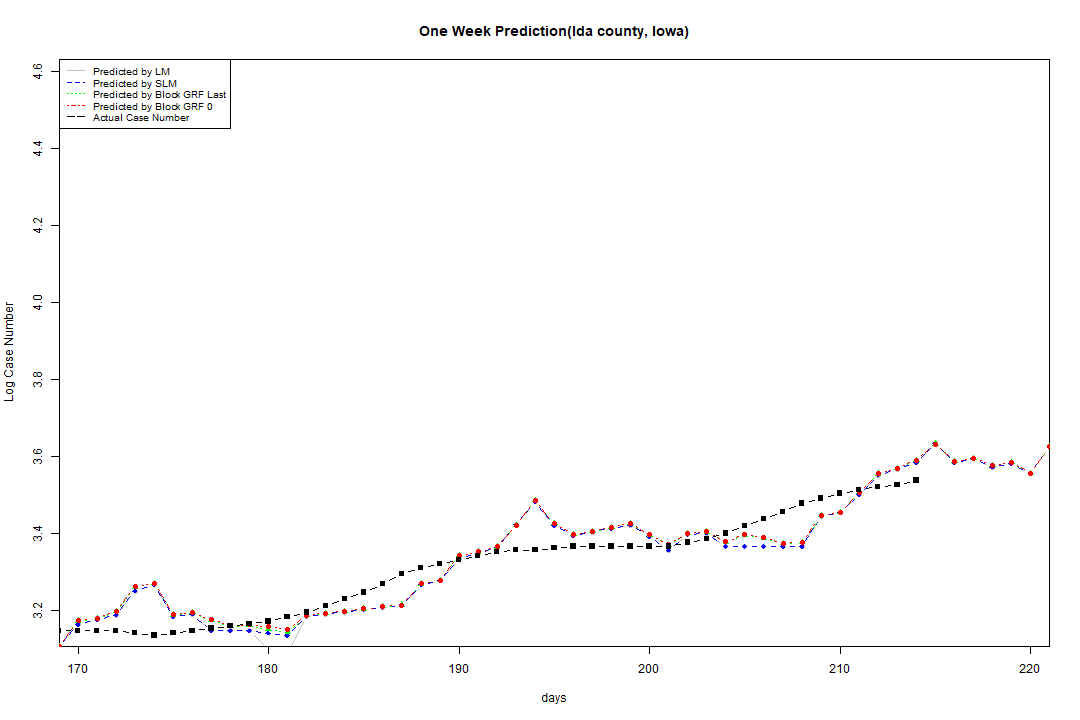 One Week Prediction(Ida county, Iowa)
Predicted by LM
Predicted by SLM
Predicted by Block GRF Last
Predicted by Block GRF 0
Actual Case Number
4.6
4.4
4.2
4.0
3.8
3.6
3.4
3.2
Log Case Number
170 180 190 200 210 220
days